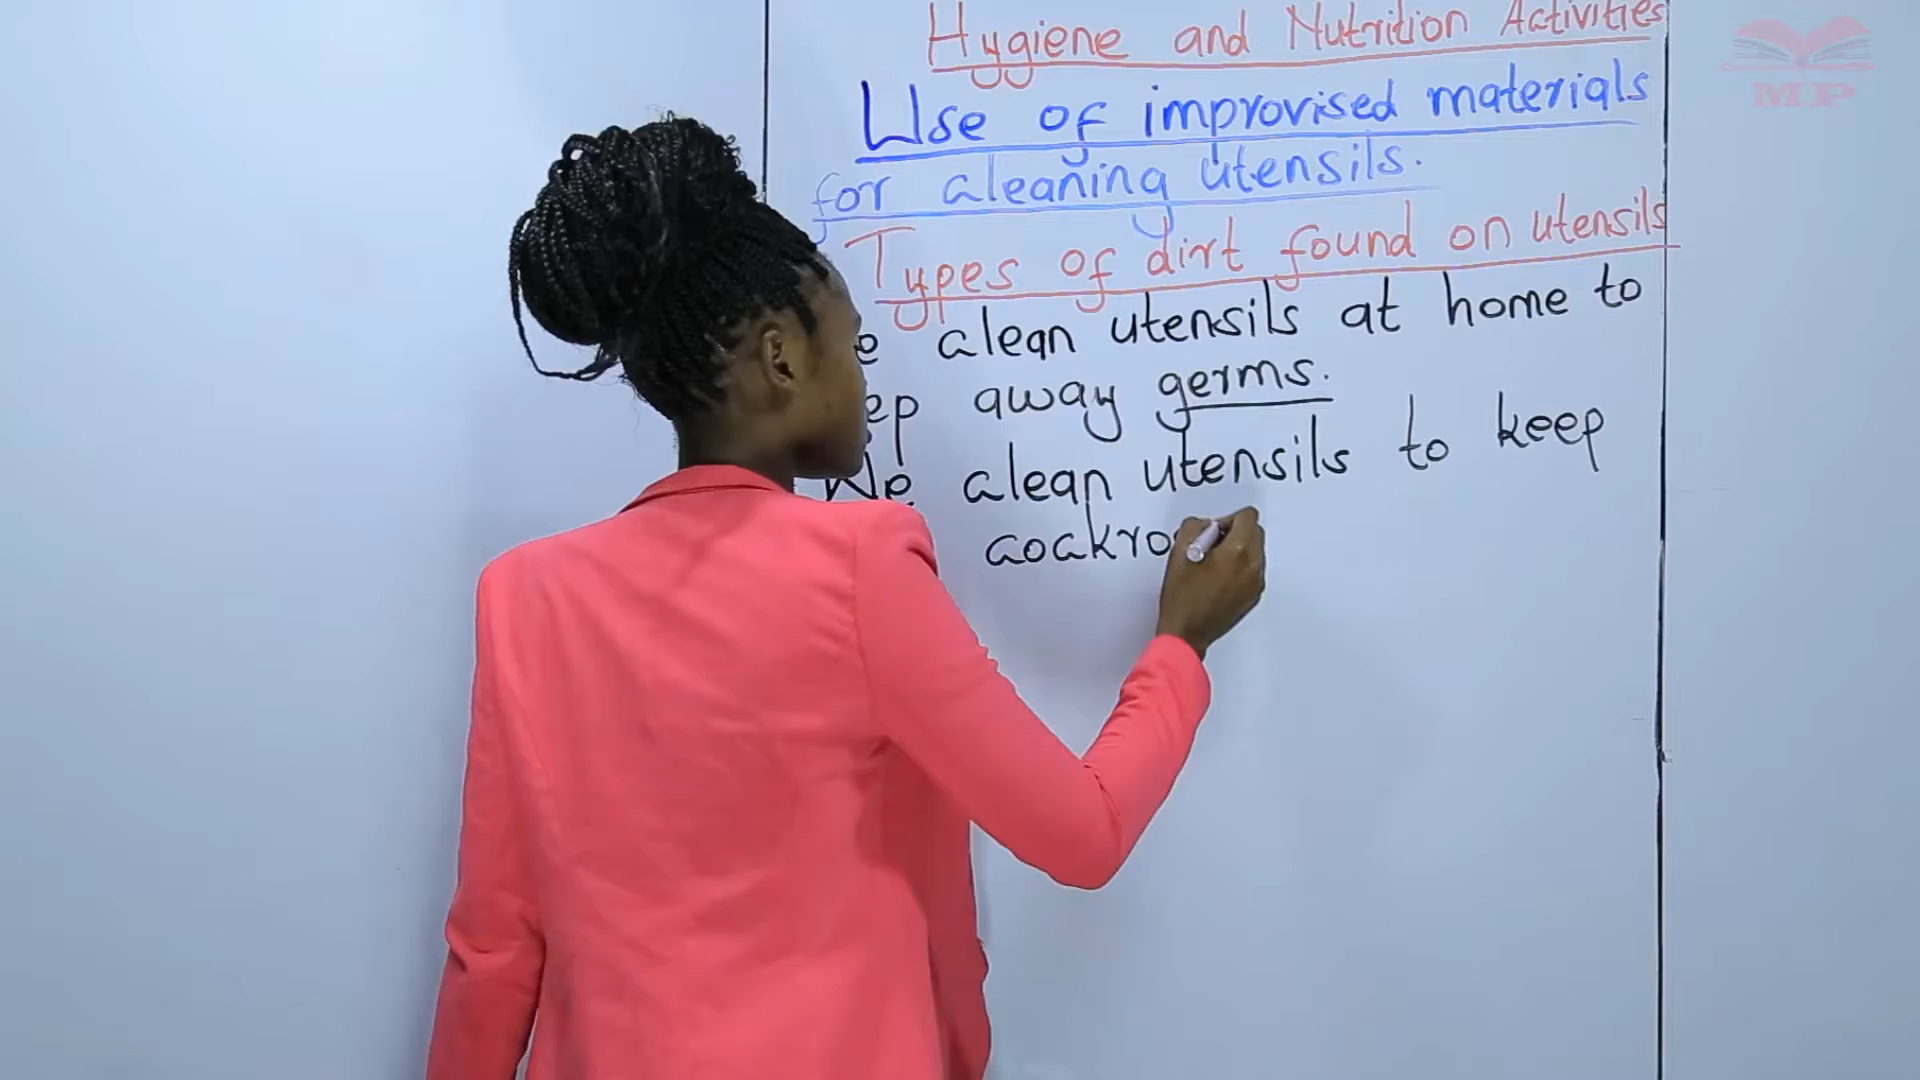 Hygiene and Nutrition Activities
Use of improvised materials
for cleaning utensils.
Types of dirt found on utensils
clean utensils at home to
away germs.
We clean utensils to keep
MP